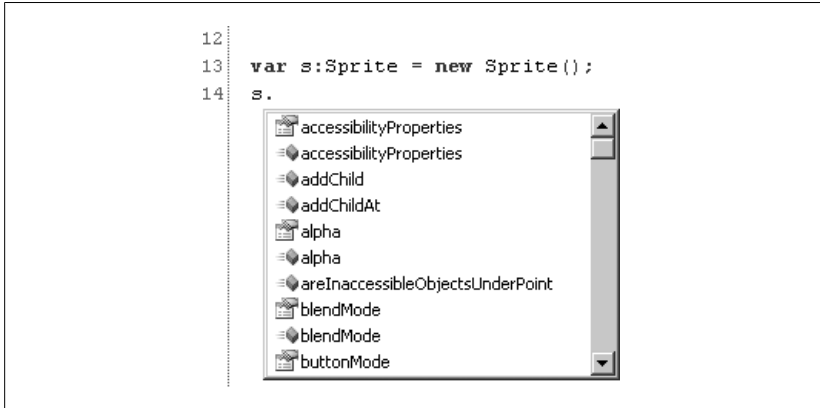 12
13 var s:Sprite = new Sprite();
14 s.
accessibilityProperties
accessibilityProperties
addChild
addChildAt
alpha
alpha
areInaccessibleObjectsUnderPoint
blendMode
blendMode
buttonMode